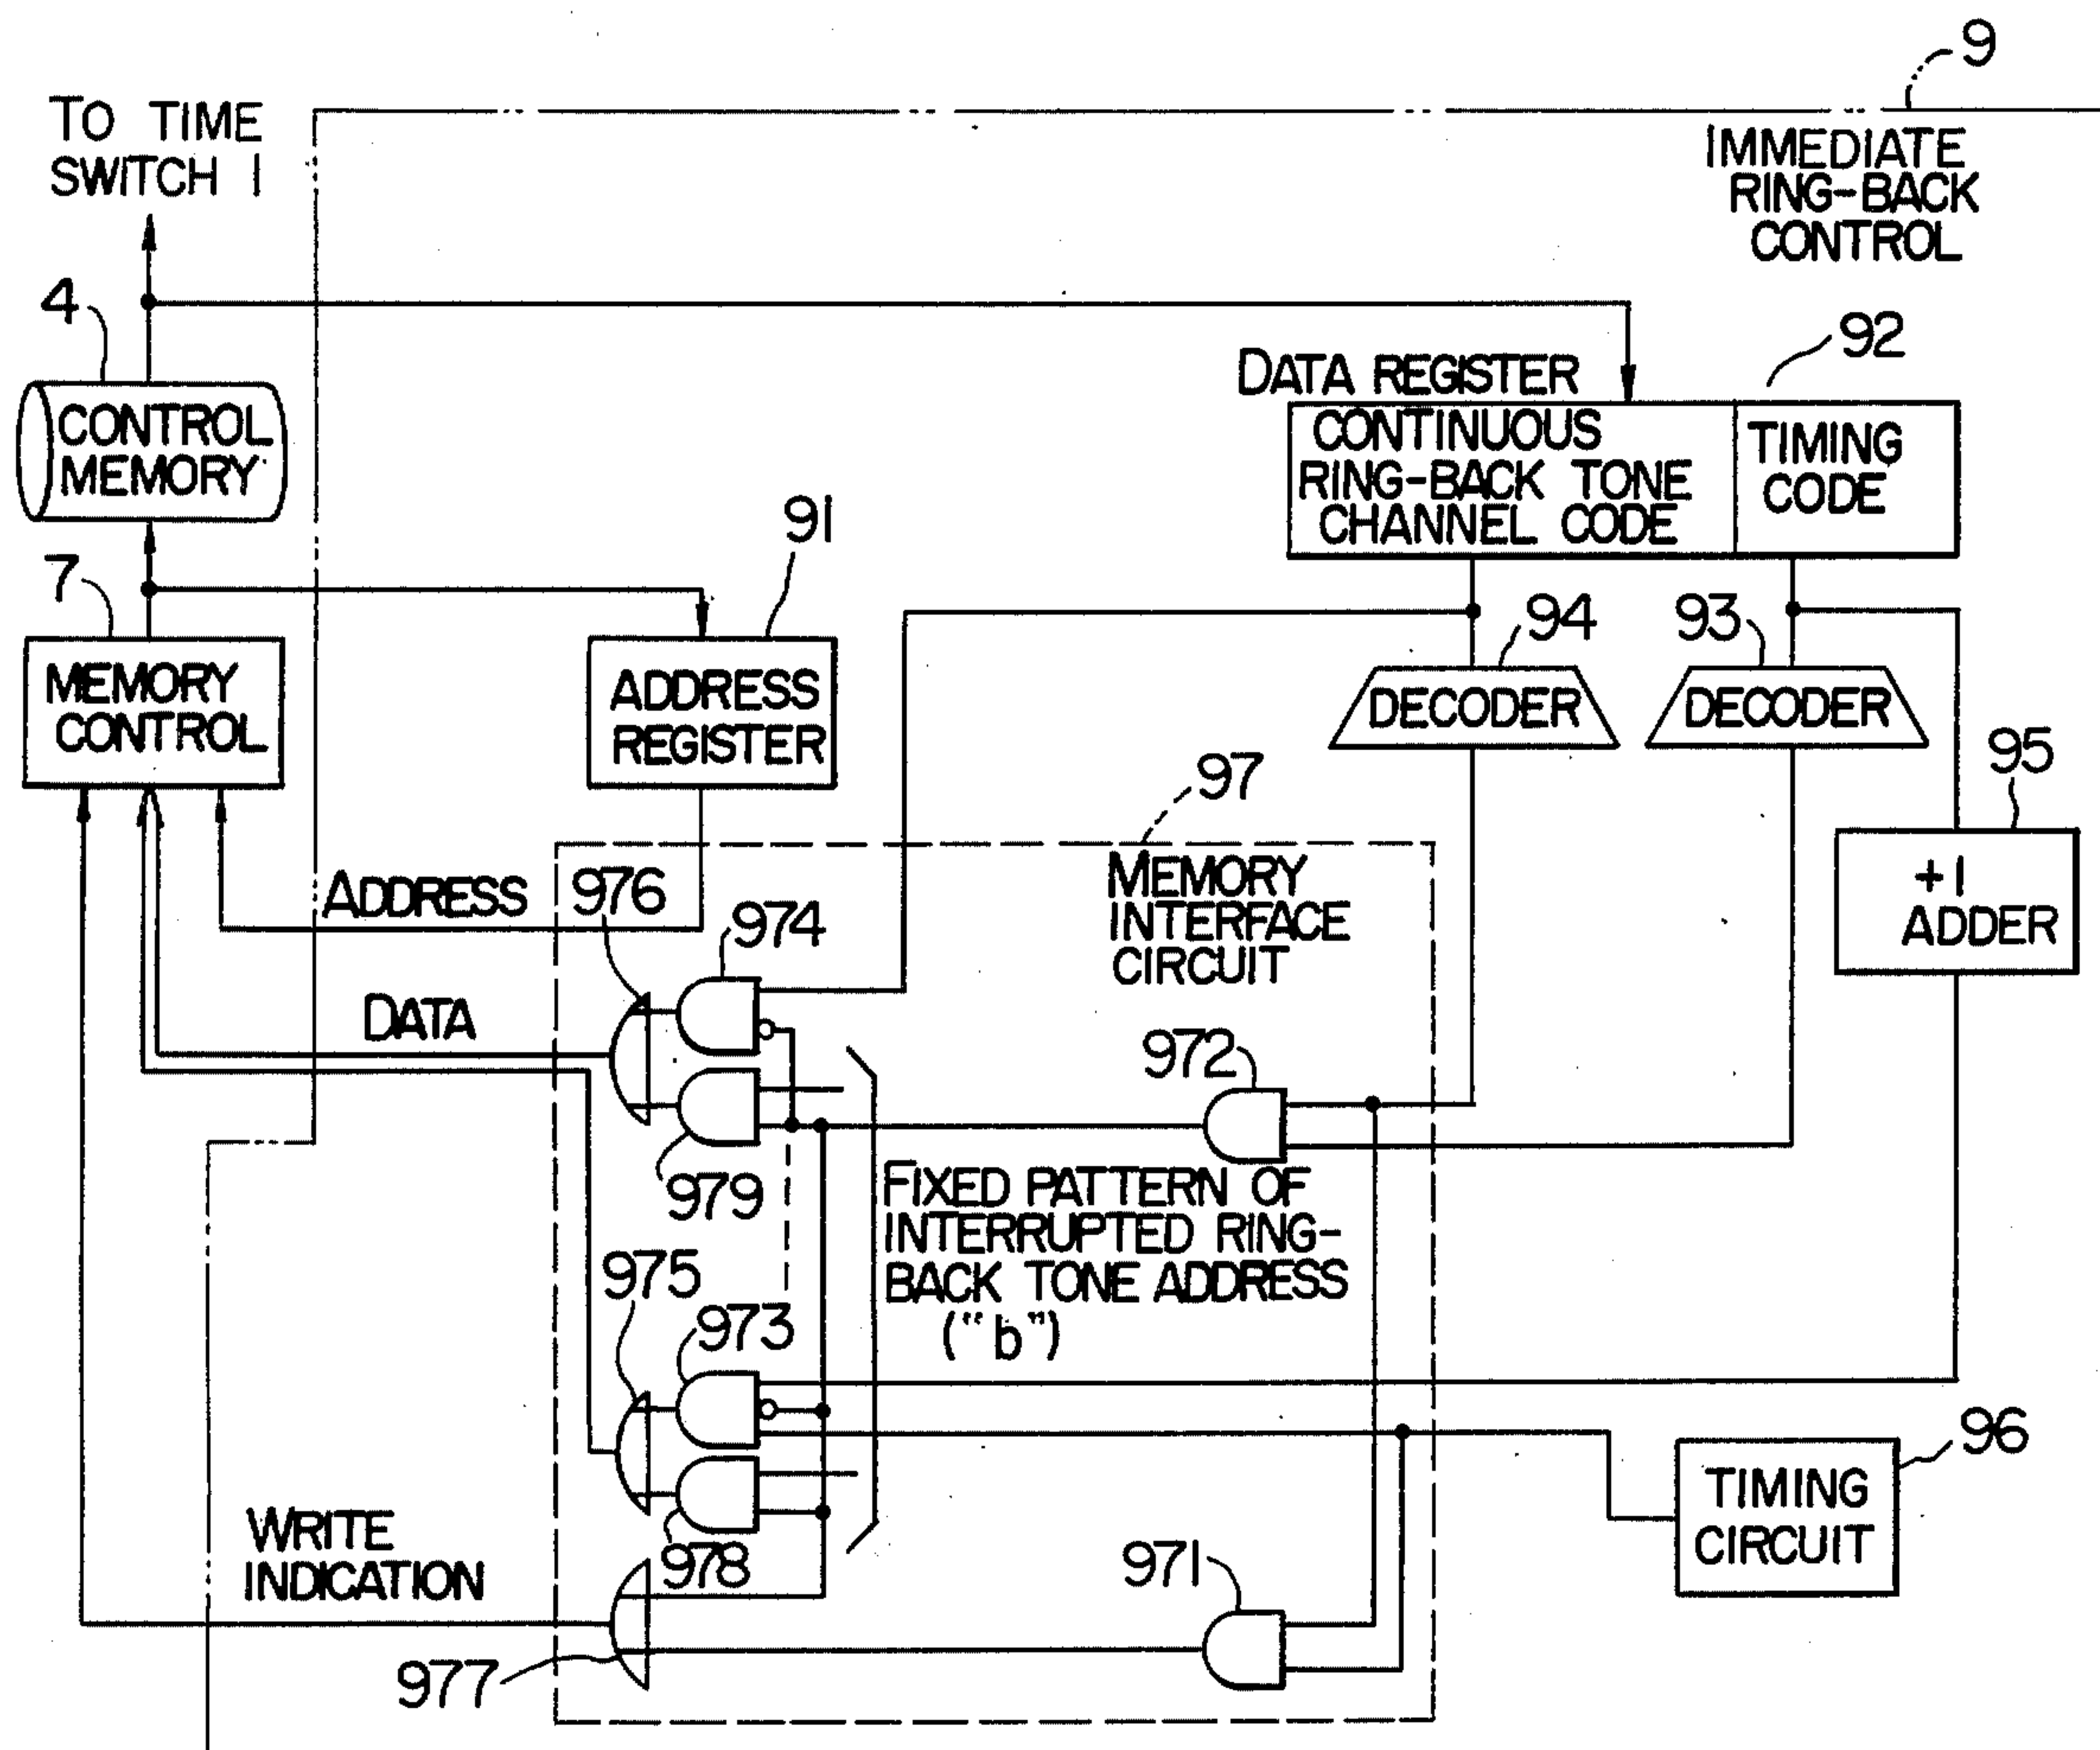 9
TO TIME
SWITCH 1
IMMEDIATE
RING-BACK
CONTROL
4
92
DATA REGISTER
CONTROL
MEMORY
CONTINUOUS
RING-BACK TONE
CHANNEL CODE
TIMING
CODE
91
7
94
93
MEMORY
CONTROL
ADDRESS
REGISTER
DECODER
DECODER
97
95
MEMORY
INTERFACE
CIRCUIT
+1
ADDER
ADDRESS
976
974
DATA
972
979
FIXED PATTERN OF
INTERRUPTED RING-
BACK TONE ADDRESS
("b")
975
973
96
TIMING
CIRCUIT
WRITE
INDICATION
978
971
977